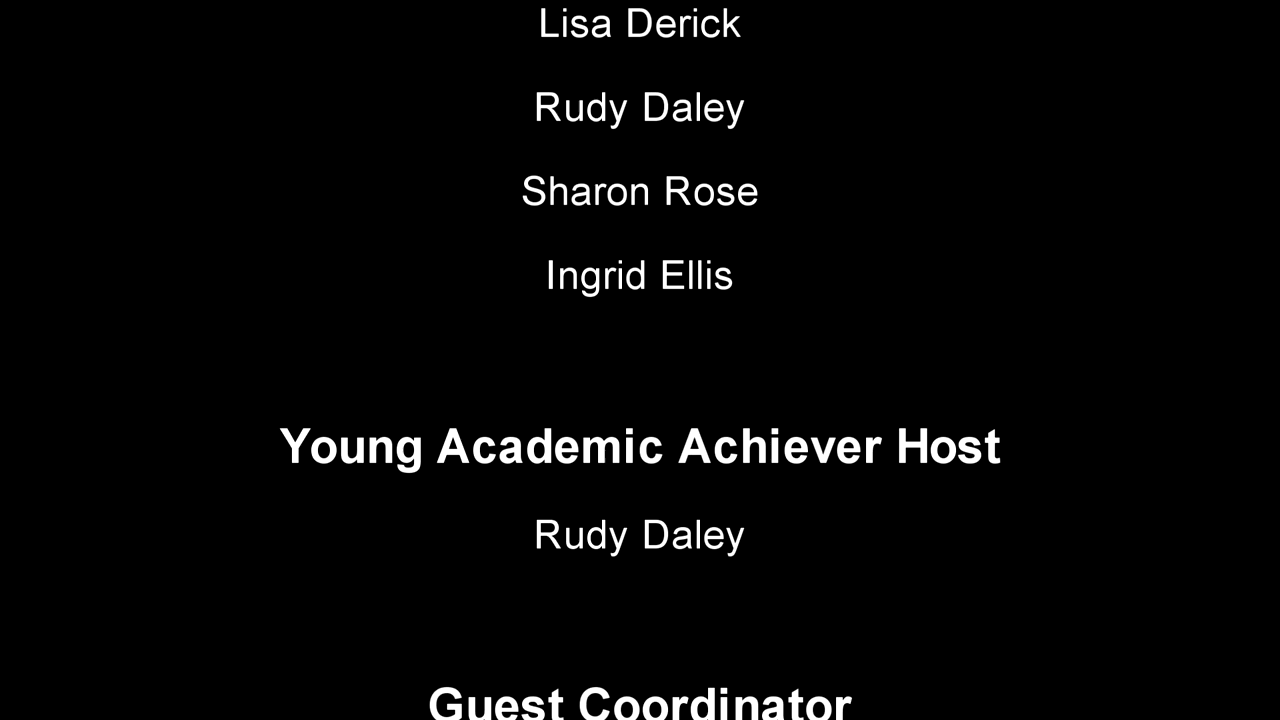 Lisa Derick
Rudy Daley
Sharon Rose
Ingrid Ellis
Young Academic Achiever Host
Rudy Daley
Guest Coordinator